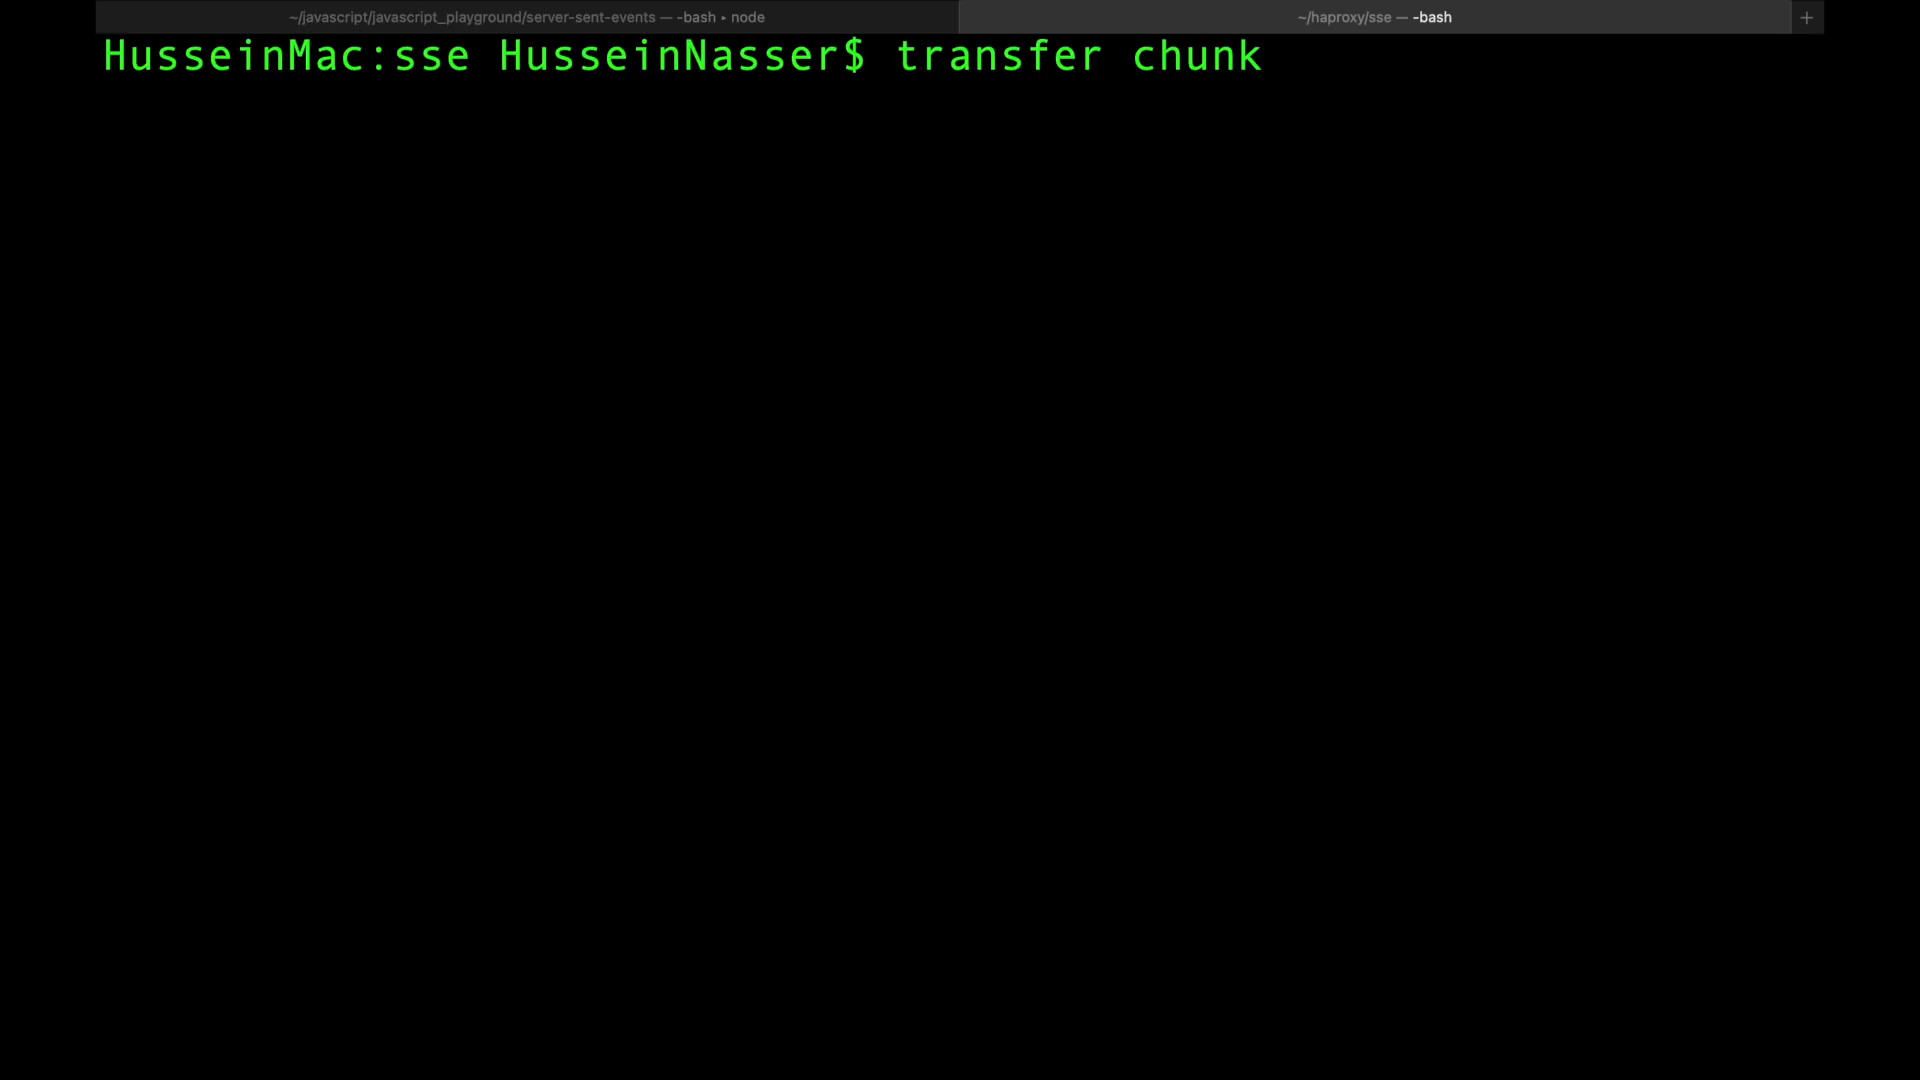 ~/javascript/javascript_playground/server-sent-events — -bash ▸ node
~/haproxy/sse — -bash
+
HusseinMac:sse HusseinNasser$ transfer chunk